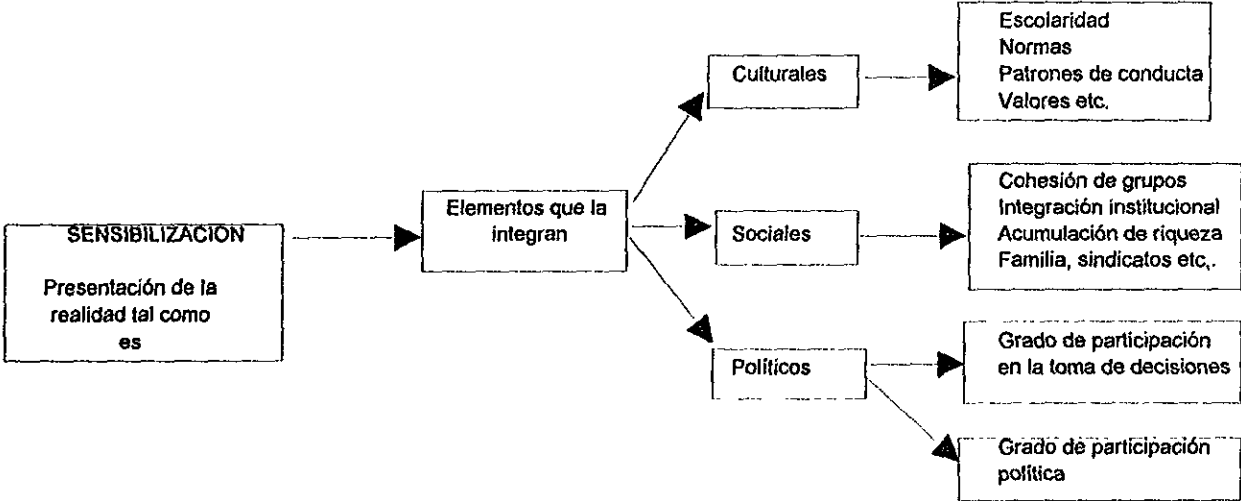 SENSIBILIZACION
Presentación de la
realidad tal como
es
Elementos que la
integran
Culturales
Escolaridad
Normas
Patrones de conducta
Valores etc.
Sociales
Cohesión de grupos
Integración institucional
Acumulación de riqueza
Familia, sindicatos etc,.
Políticos
Grado de participación
en la toma de decisiones
Grado de participación
política